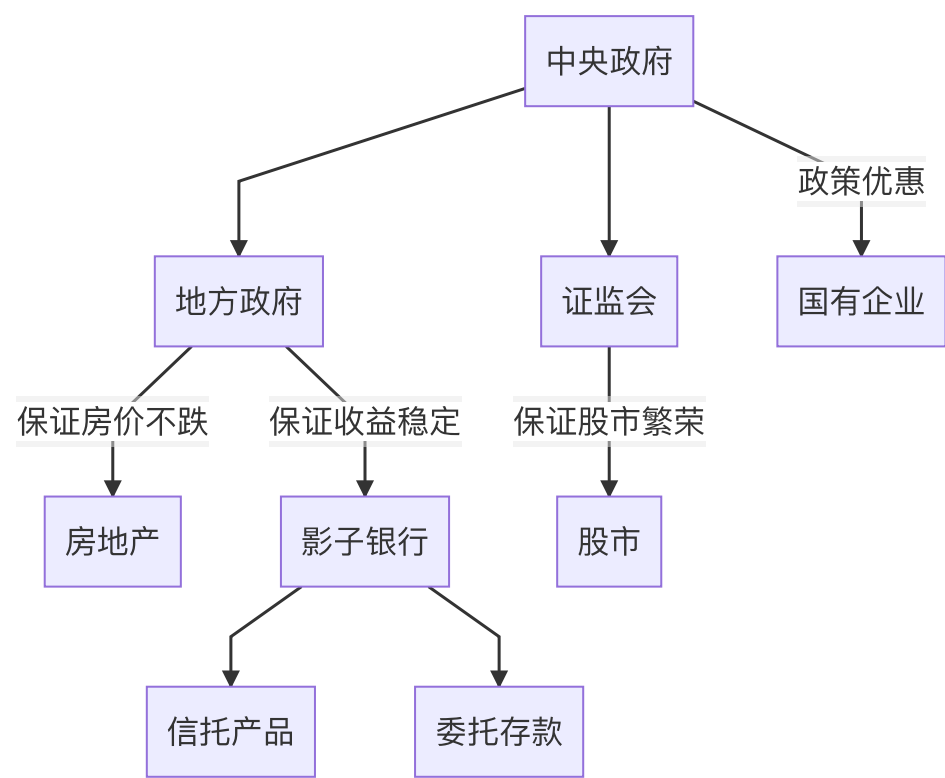 中央政府
政策优惠
地方政府
证监会
国有企业
保证房价不跌
保证收益稳定
保证股市繁荣
房地产
影子银行
股市
信托产品
委托存款